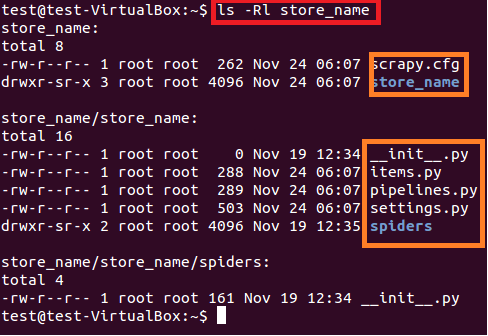 test@test-VirtualBox:~$ ls -Rl store_name
store_name:
total 8
-rw-r--r-- 1 root root  262 Nov 24 06:07 scrapy.cfg
drwxr-sr-x 3 root root 4096 Nov 24 06:07 store_name

store_name/store_name:
total 16
-rw-r--r-- 1 root root    0 Nov 19 12:34 __init__.py
-rw-r--r-- 1 root root  288 Nov 24 06:07 items.py
-rw-r--r-- 1 root root  289 Nov 24 06:07 pipelines.py
-rw-r--r-- 1 root root  503 Nov 24 06:07 settings.py
drwxr-sr-x 2 root root 4096 Nov 19 12:35 spiders

store_name/store_name/spiders:
total 4
-rw-r--r-- 1 root root 161 Nov 19 12:34 __init__.py
test@test-VirtualBox:~$